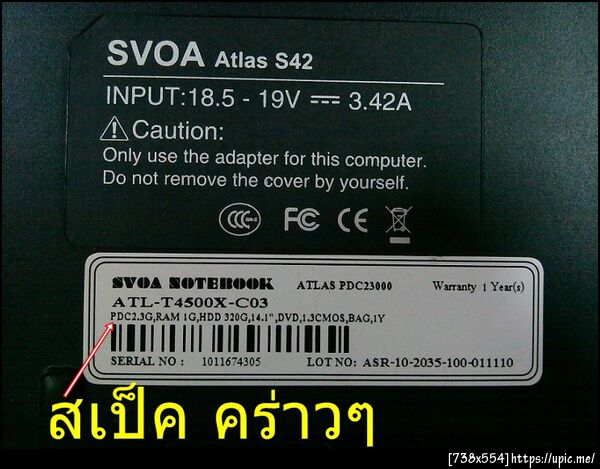 SVOA Atlas S42
INPUT:18.5 - 19V ⎓ 3.42A
⚠ Caution:
Only use the adapter for this computer.
Do not remove the cover by yourself.
CCC FC CE
SVOA NOTEBOOK ATLAS PDC23000 Warranty 1 Year(s)
ATL-T4500X-C03
PDC2.3G,RAM 1G,HDD 320G,14.1",DVD,1.3CMOS,BAG,1Y
SERIAL NO : 1011674305 LOT NO: ASR-10-2035-100-011110
สเป็ค คร่าวๆ
[738x554]https://upic.me/